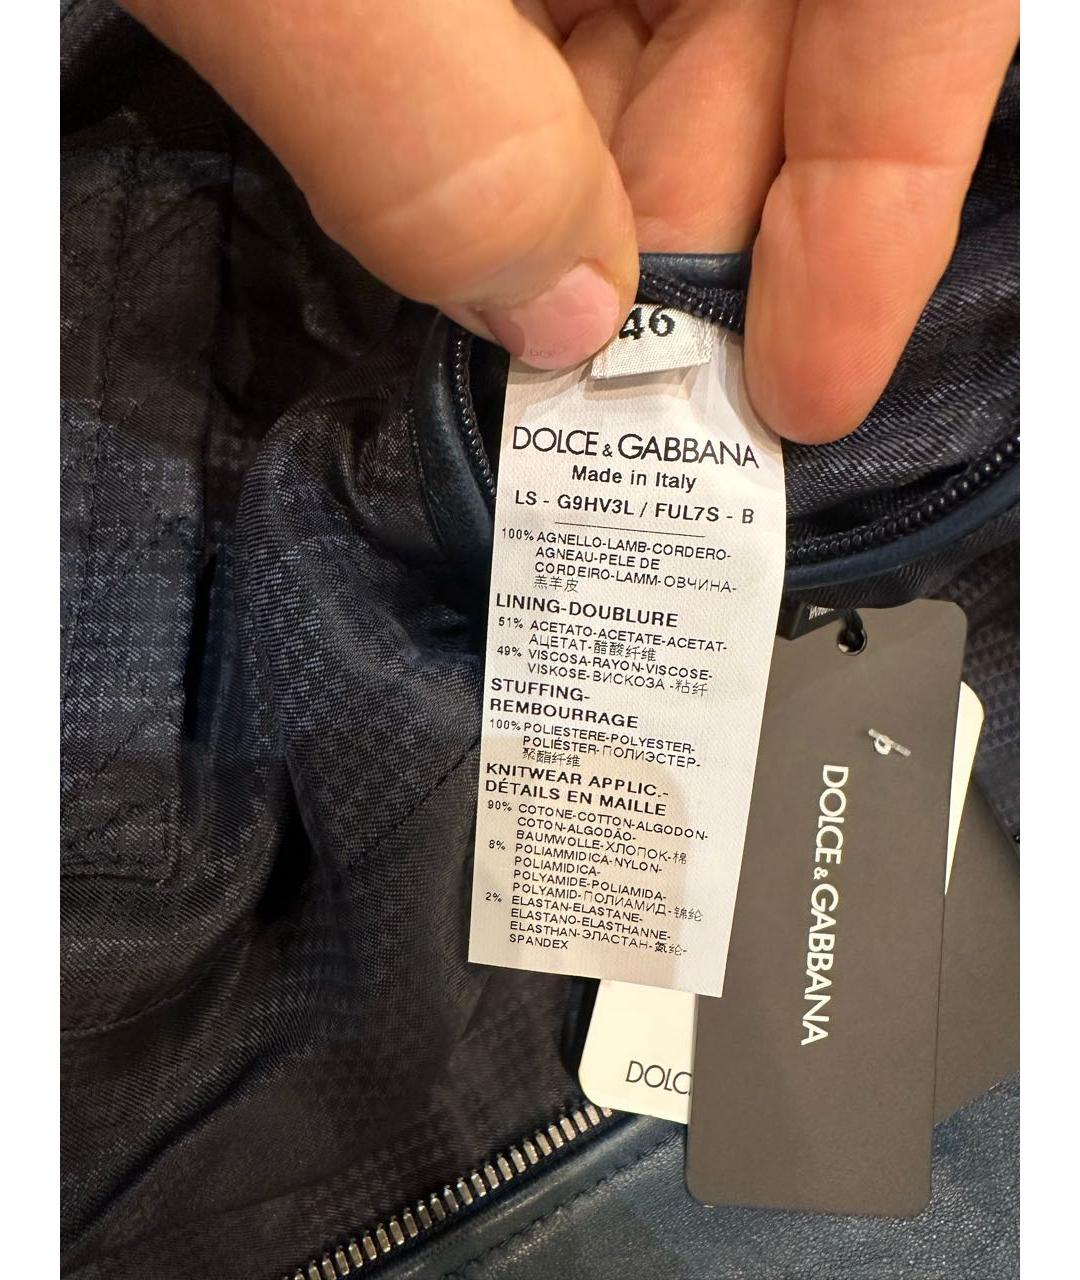 46
DOLCE & GABBANA
Made in Italy
LS - G9HV3L / FUL7S - B
100% AGNELLO-LAMB-CORDERO-
AGNEAU-PELE DE
CORDEIRO-LAMM-ОВЧИНА-
羔羊皮
LINING-DOUBLURE
51% ACETATO-ACETATE-ACETAT-
АЦЕТАТ-醋酸纤维
49% VISCOSA-RAYON-VISCOSE-
VISKOSE-ВИСКОЗА -粘纤
STUFFING-
REMBOURRAGE
100% POLIESTERE-POLYESTER-
POLIÉSTER-ПОЛИЭСТЕР-
聚酯纤维
KNITWEAR APPLIC.-
DÉTAILS EN MAILLE
90% COTONE-COTTON-ALGODON-
COTON-ALGODÃO-
BAUMWOLLE-ХЛОПОК-棉
8% POLIAMMIDICA-NYLON-
POLIAMIDICA-
POLYAMIDE-POLIAMIDA-
POLYAMID-ПОЛИАМИД-锦纶
2% ELASTAN-ELASTANE-
ELASTANO-ELASTHANNE-
ELASTHAN-ЭЛАСТАН-氨纶-
SPANDEX
DOLCE & GABBANA
DOLC